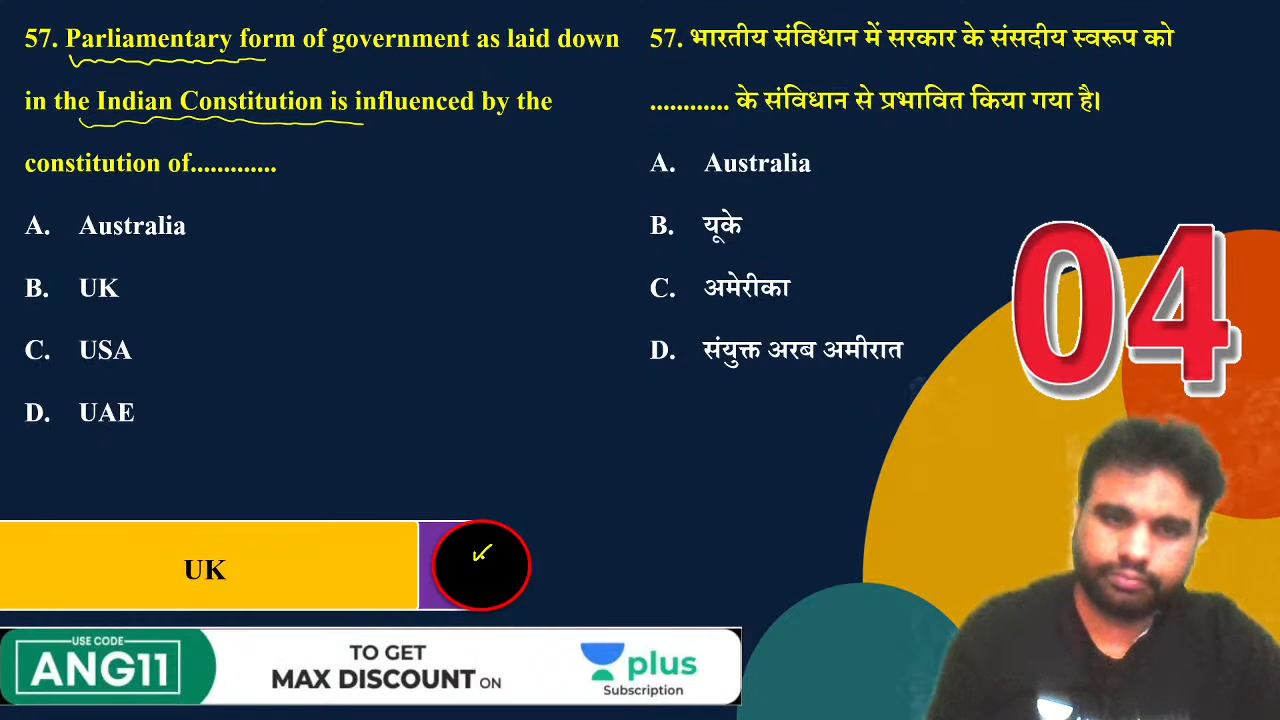 57. Parliamentary form of government as laid down
in the Indian Constitution is influenced by the
constitution of.............
A. Australia
B. UK
C. USA
D. UAE
57. भारतीय संविधान में सरकार के संसदीय स्वरूप को
............ के संविधान से प्रभावित किया गया है।
A. Australia
B. यूके
C. अमेरीका
D. संयुक्त अरब अमीरात
04
UK
USE CODE
ANG11
TO GET
MAX DISCOUNT ON
plus
Subscription